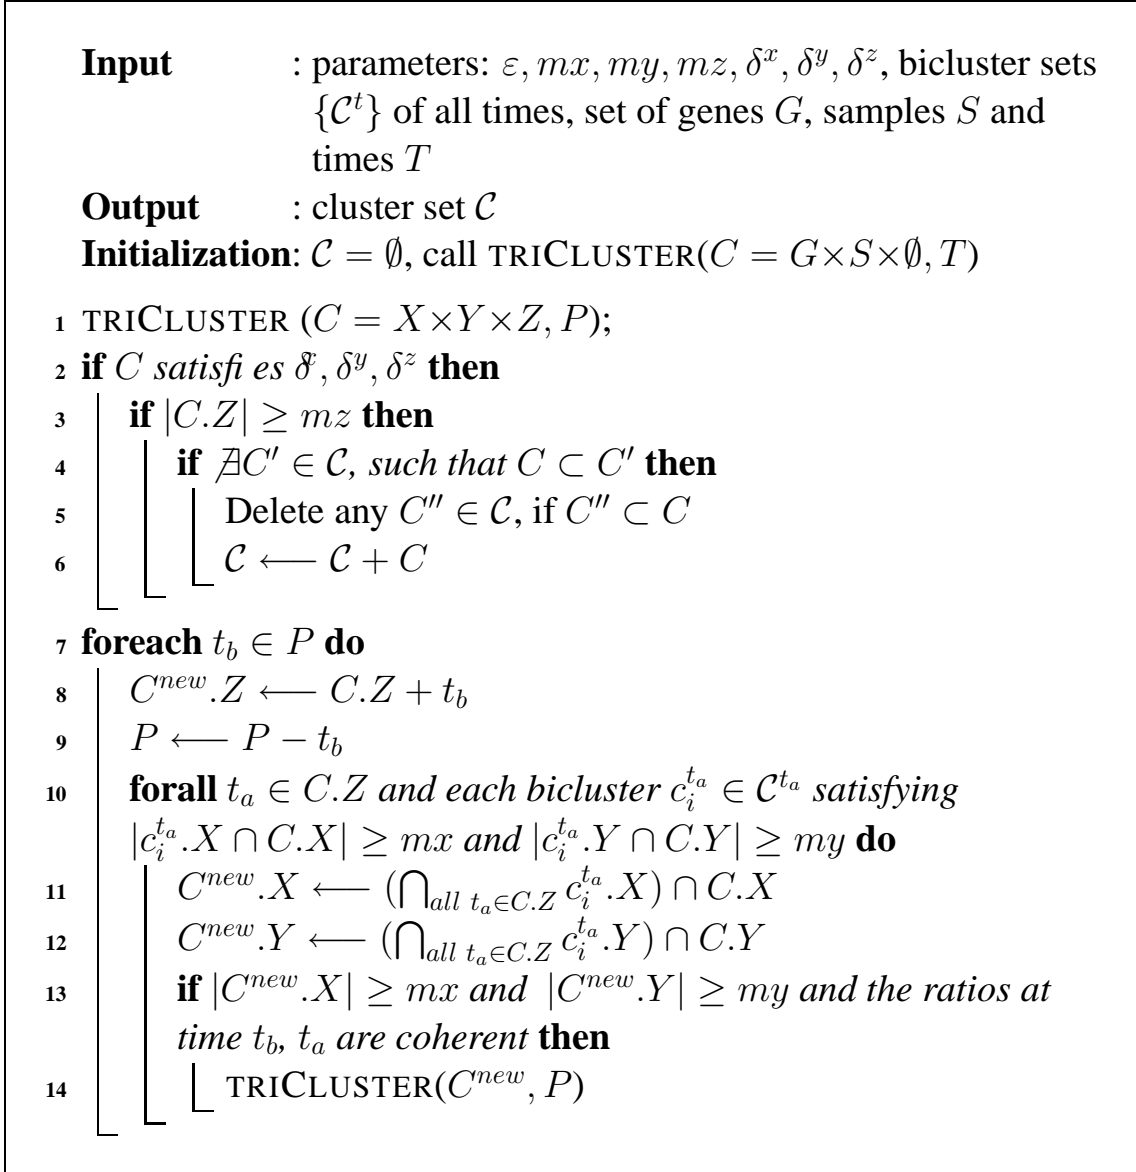 Input : parameters: ε, mx, my, mz, δ^x, δ^y, δ^z, bicluster sets
{𝒞^t} of all times, set of genes G, samples S and
times T
Output : cluster set 𝒞
Initialization: 𝒞 = ∅, call TRICLUSTER(C = G×S×∅, T)
1 TRICLUSTER (C = X×Y×Z, P);
2 if C satisfi es δ^x, δ^y, δ^z then
3 if |C.Z| ≥ mz then
4 if ∄C′ ∈ 𝒞, such that C ⊂ C′ then
5 Delete any C″ ∈ 𝒞, if C″ ⊂ C
6 𝒞 ⟵ 𝒞 + C
7 foreach t_b ∈ P do
8 C^new.Z ⟵ C.Z + t_b
9 P ⟵ P − t_b
10 forall t_a ∈ C.Z and each bicluster c_i^{t_a} ∈ 𝒞^{t_a} satisfying
|c_i^{t_a}.X ∩ C.X| ≥ mx and |c_i^{t_a}.Y ∩ C.Y| ≥ my do
11 C^new.X ⟵ (⋂_{all t_a∈C.Z} c_i^{t_a}.X) ∩ C.X
12 C^new.Y ⟵ (⋂_{all t_a∈C.Z} c_i^{t_a}.Y) ∩ C.Y
13 if |C^new.X| ≥ mx and |C^new.Y| ≥ my and the ratios at
time t_b, t_a are coherent then
14 TRICLUSTER(C^new, P)